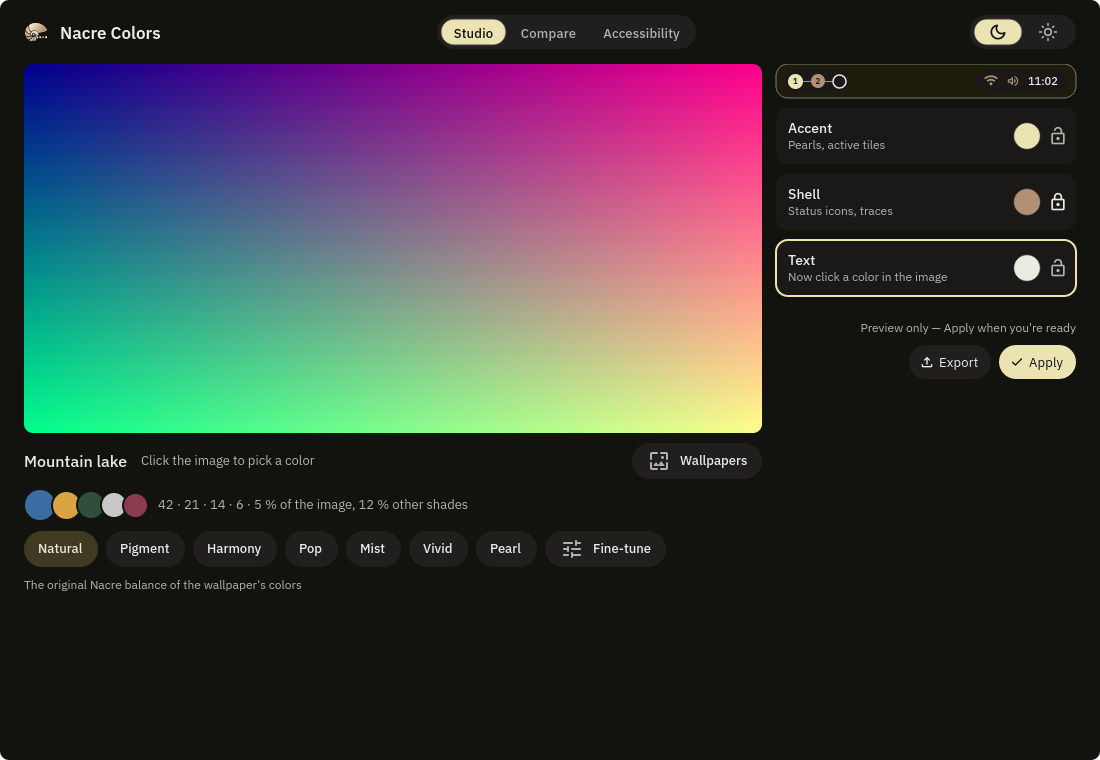 Nacre Colors
Studio
Compare
Accessibility
1
2
11:02
Accent
Pearls, active tiles
Shell
Status icons, traces
Text
Now click a color in the image
Preview only — Apply when you're ready
Export
Apply
Mountain lake
Click the image to pick a color
Wallpapers
42 · 21 · 14 · 6 · 5 % of the image, 12 % other shades
Natural
Pigment
Harmony
Pop
Mist
Vivid
Pearl
Fine-tune
The original Nacre balance of the wallpaper's colors